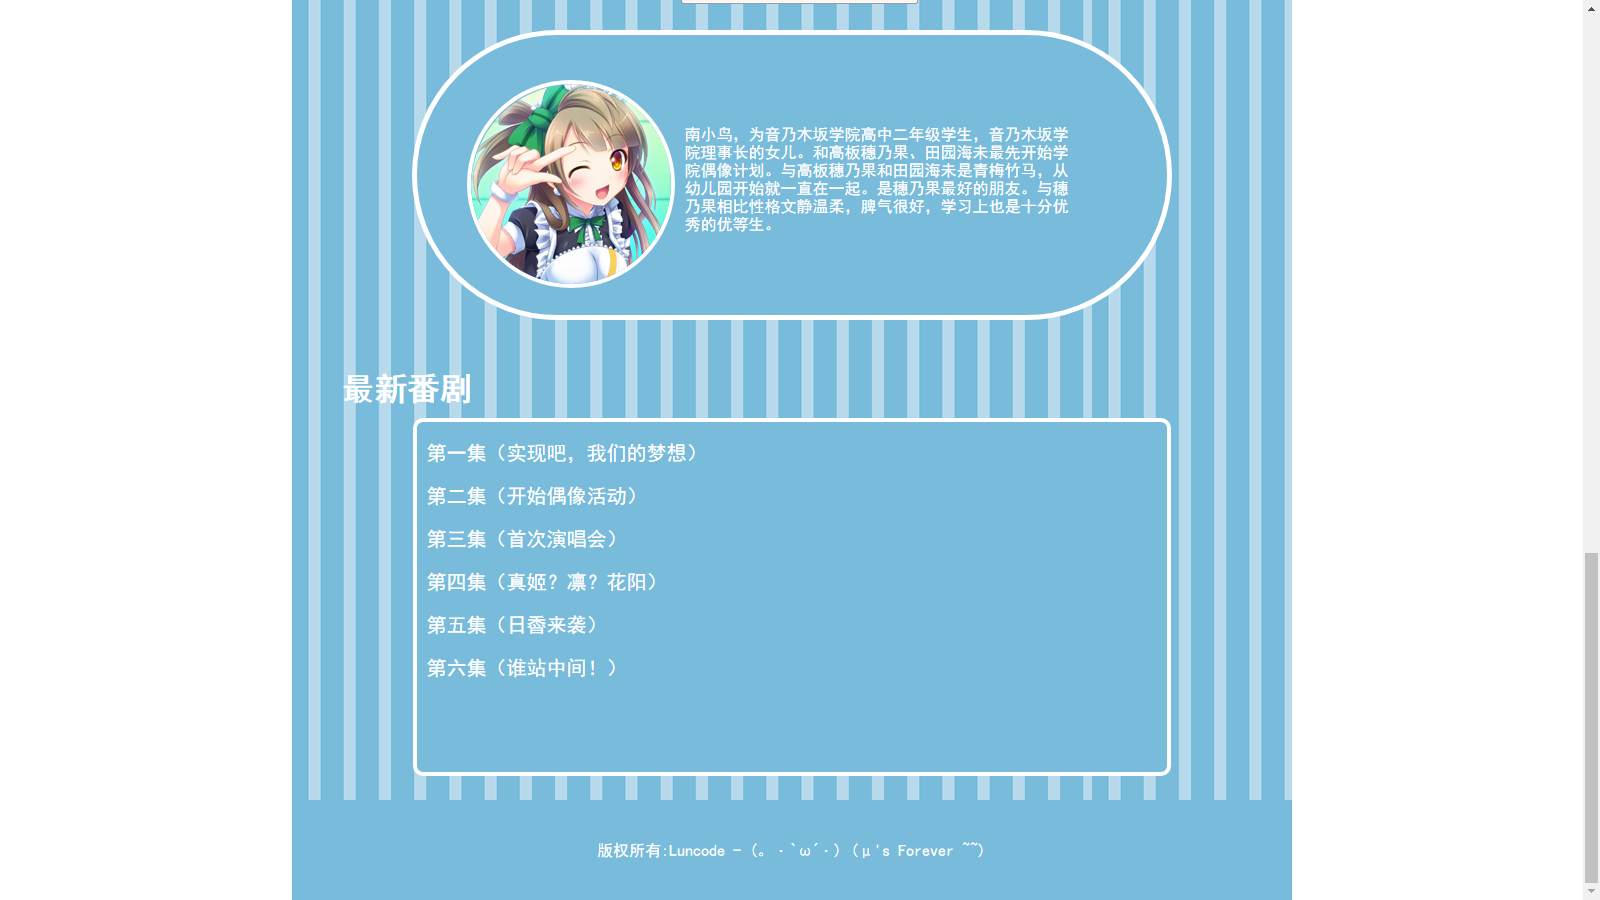 南小鸟，为音乃木坂学院高中二年级学生，音乃木坂学
院理事长的女儿。和高板穗乃果、田园海未最先开始学
院偶像计划。与高板穗乃果和田园海未是青梅竹马，从
幼儿园开始就一直在一起。是穗乃果最好的朋友。与穗
乃果相比性格文静温柔，脾气很好，学习上也是十分优
秀的优等生。
最新番剧
第一集（实现吧，我们的梦想）
第二集（开始偶像活动）
第三集（首次演唱会）
第四集（真姬？凛？花阳）
第五集（日香来袭）
第六集（谁站中间！）
版权所有:Luncode -（。-`ω´-）（μ's Forever ~~）